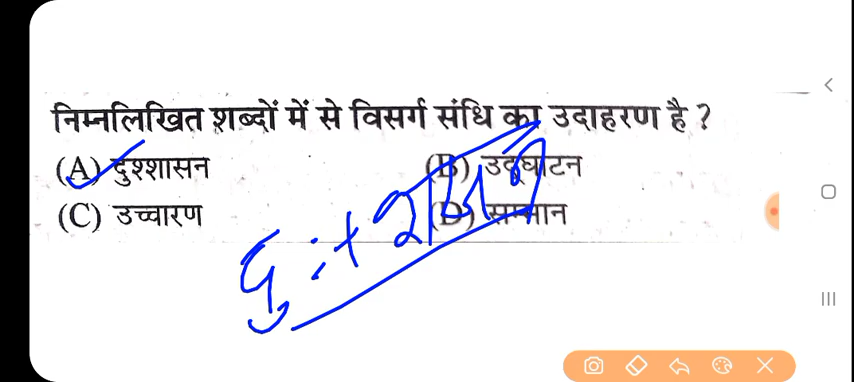 निम्नलिखित शब्दों में से विसर्ग संधि का उदाहरण है ?
(A) दुश्शासन (B) उद्घाटन
(C) उच्चारण (D) सम्मान
दुः + शासन